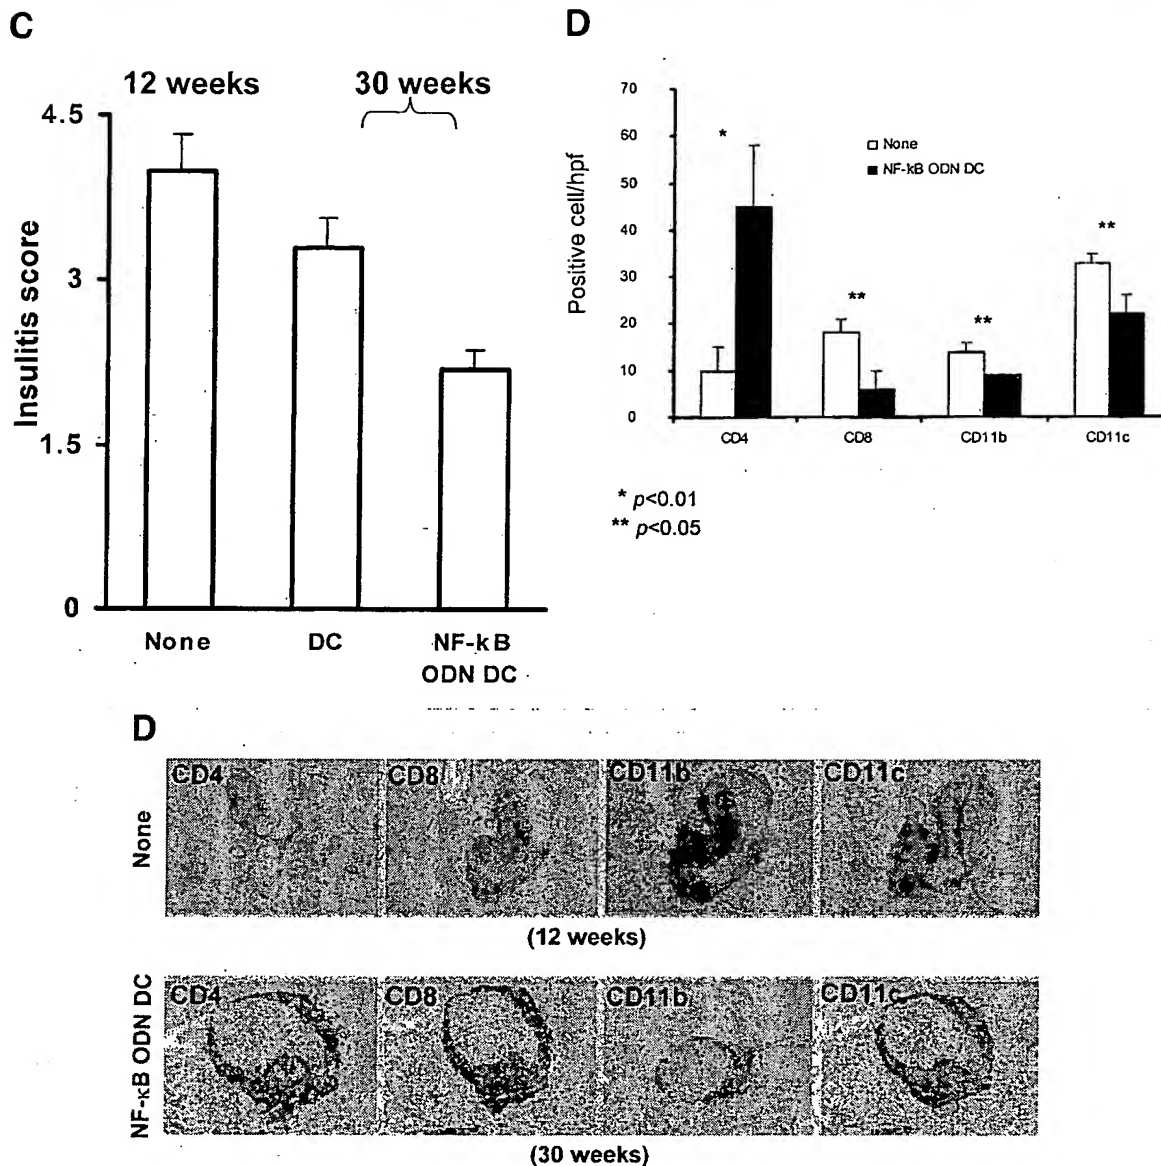 C
12 weeks
30 weeks
Insulitis score
4.5
3
1.5
0
None
DC
NF-kB
ODN DC
D
Positive cell/hpf
70
60
50
40
30
20
10
0
*
**
**
**
None
NF-kB ODN DC
CD4
CD8
CD11b
CD11c
* p<0.01
** p<0.05
D
None
CD4
CD8
CD11b
CD11c
(12 weeks)
NF-κB ODN DC
CD4
CD8
CD11b
CD11c
(30 weeks)